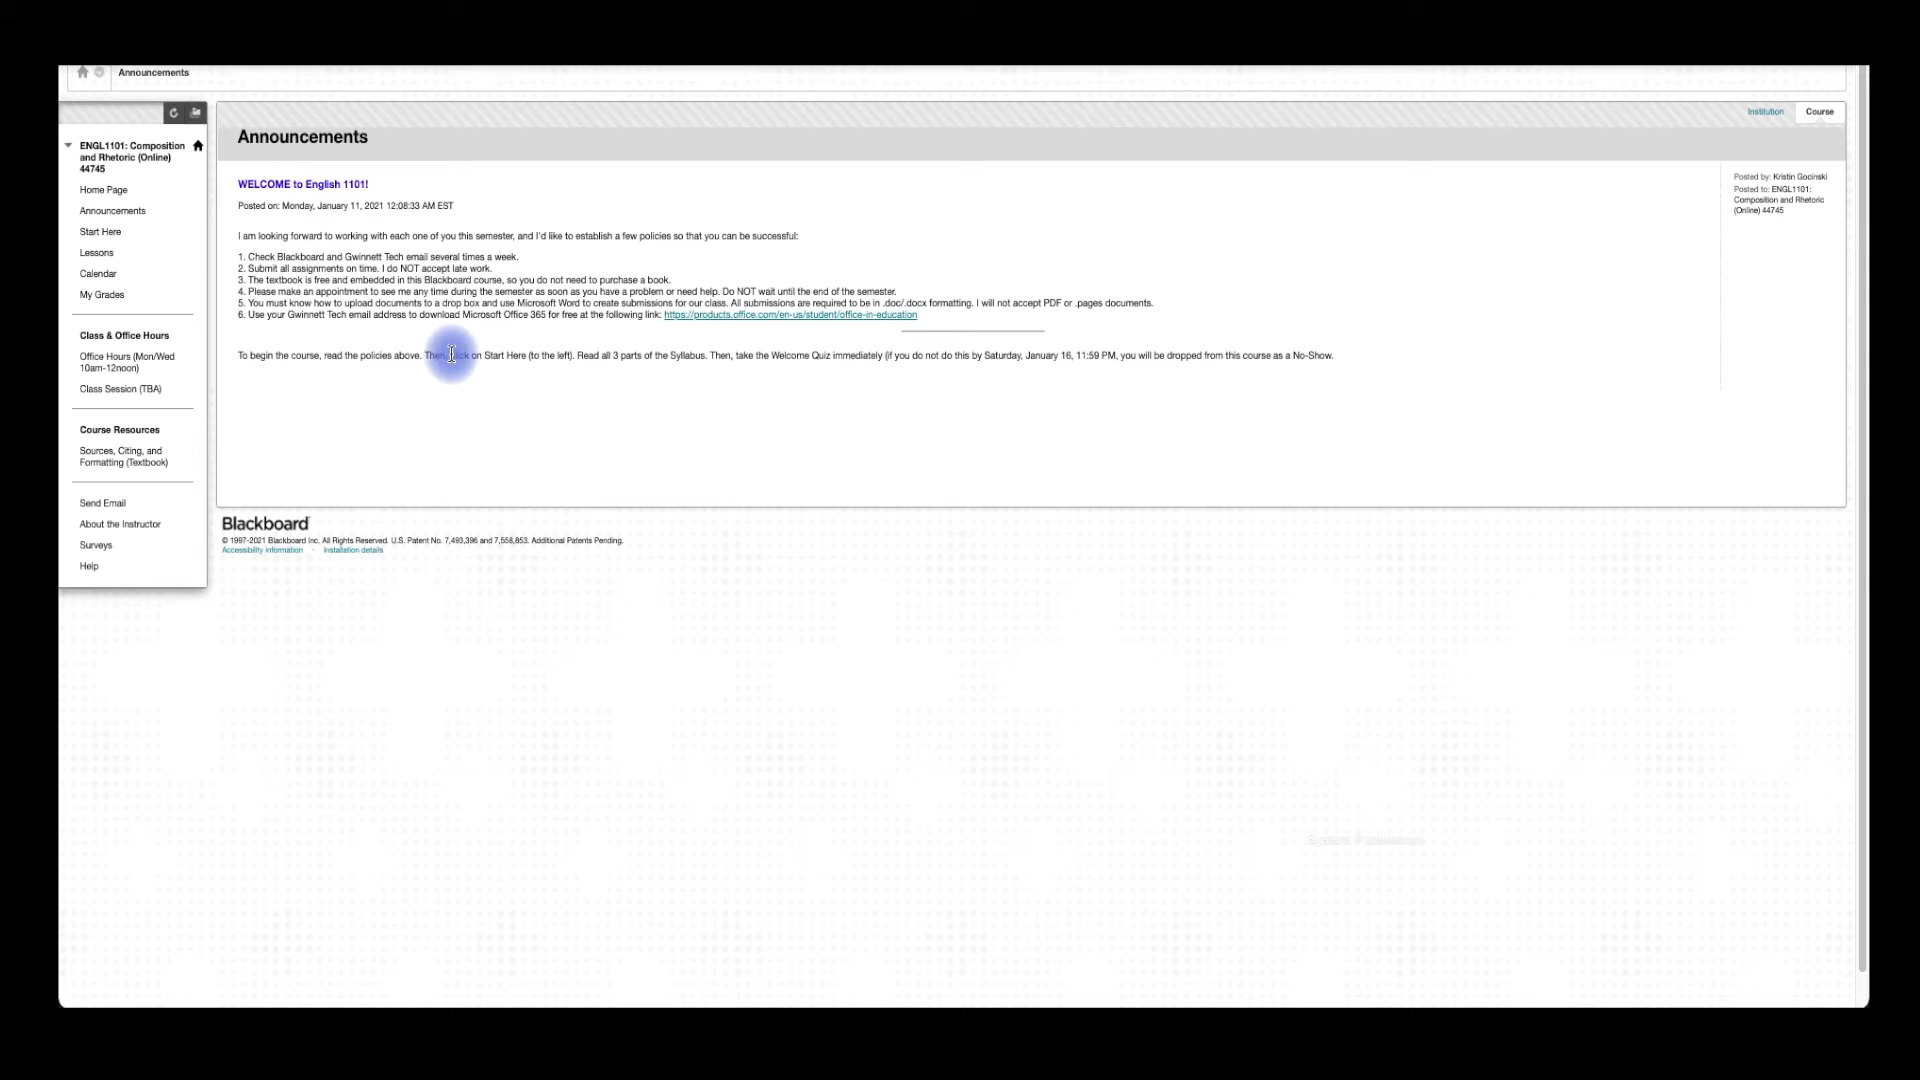 Announcements
ENGL1101: Composition
and Rhetoric (Online)
44745
Home Page
Announcements
Start Here
Lessons
Calendar
My Grades
Class & Office Hours
Office Hours (Mon/Wed
10am-12noon)
Class Session (TBA)
Course Resources
Sources, Citing, and
Formatting (Textbook)
Send Email
About the Instructor
Surveys
Help
Institution
Course
Announcements
WELCOME to English 1101!
Posted on: Monday, January 11, 2021 12:08:33 AM EST
I am looking forward to working with each one of you this semester, and I'd like to establish a few policies so that you can be successful:
1. Check Blackboard and Gwinnett Tech email several times a week.
2. Submit all assignments on time. I do NOT accept late work.
3. The textbook is free and embedded in this Blackboard course, so you do not need to purchase a book.
4. Please make an appointment to see me any time during the semester as soon as you have a problem or need help. Do NOT wait until the end of the semester.
5. You must know how to upload documents to a drop box and use Microsoft Word to create submissions for our class. All submissions are required to be in .doc/.docx formatting. I will not accept PDF or .pages documents.
6. Use your Gwinnett Tech email address to download Microsoft Office 365 for free at the following link: https://products.office.com/en-us/student/office-in-education
To begin the course, read the policies above. Then, click on Start Here (to the left). Read all 3 parts of the Syllabus. Then, take the Welcome Quiz immediately (if you do not do this by Saturday, January 16, 11:59 PM, you will be dropped from this course as a No-Show.
Posted by: Kristin Gocinski
Posted to: ENGL1101:
Composition and Rhetoric
(Online) 44745
Blackboard
© 1997-2021 Blackboard Inc. All Rights Reserved. U.S. Patent No. 7,493,396 and 7,558,853. Additional Patents Pending.
Accessibility information · Installation details